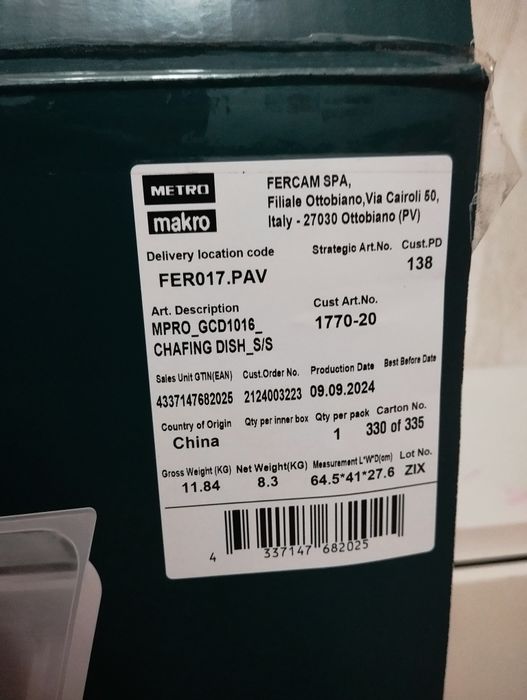 METRO
makro
FERCAM SPA,
Filiale Ottobiano,Via Cairoli 50,
Italy - 27030 Ottobiano (PV)
Delivery location code
Strategic Art.No.
Cust.PD
FER017.PAV
138
Art. Description
Cust Art.No.
MPRO_GCD1016_
CHAFING DISH_S/S
1770-20
Sales Unit GTIN(EAN)
Cust.Order No.
Production Date
Best Before Date
4337147682025
2124003223
09.09.2024
Country of Origin
Qty per inner box
Qty per pack
Carton No.
China
1
330 of 335
Gross Weight (KG)
Net Weight(KG)
Measurement L*W*D(cm)
Lot No.
11.84
8.3
64.5*41*27.6
ZIX
4 337147 682025